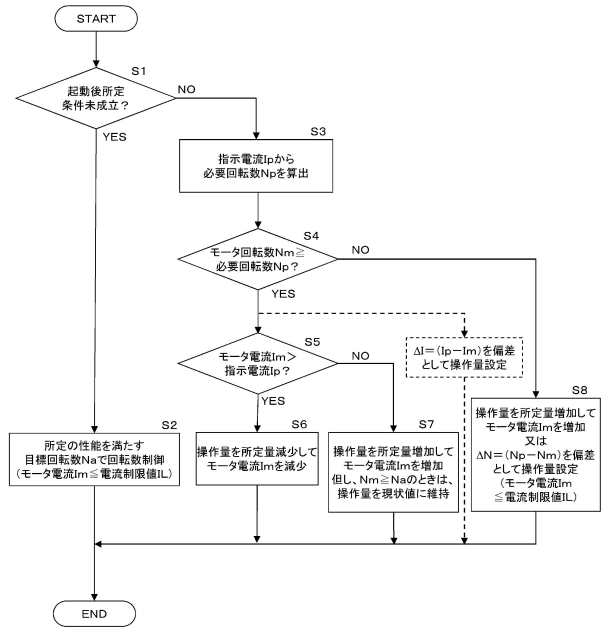 START
S1
起動後所定
条件未成立？
NO
YES
S3
指示電流Ipから
必要回転数Npを算出
S4
モータ回転数Nm≧
必要回転数Np？
NO
YES
S5
モータ電流Im＞
指示電流Ip？
NO
YES
ΔI＝(Ip－Im)を偏差
として操作量設定
S2
所定の性能を満たす
目標回転数Naで回転数制御
(モータ電流Im≦電流制限値IL)
S6
操作量を所定量減少して
モータ電流Imを減少
S7
操作量を所定量増加して
モータ電流Imを増加
但し、Nm≧Naのときは、
操作量を現状値に維持
S8
操作量を所定量増加して
モータ電流Imを増加
又は
ΔN＝(Np－Nm)を偏差
として操作量設定
(モータ電流Im
≦電流制限値IL)
END